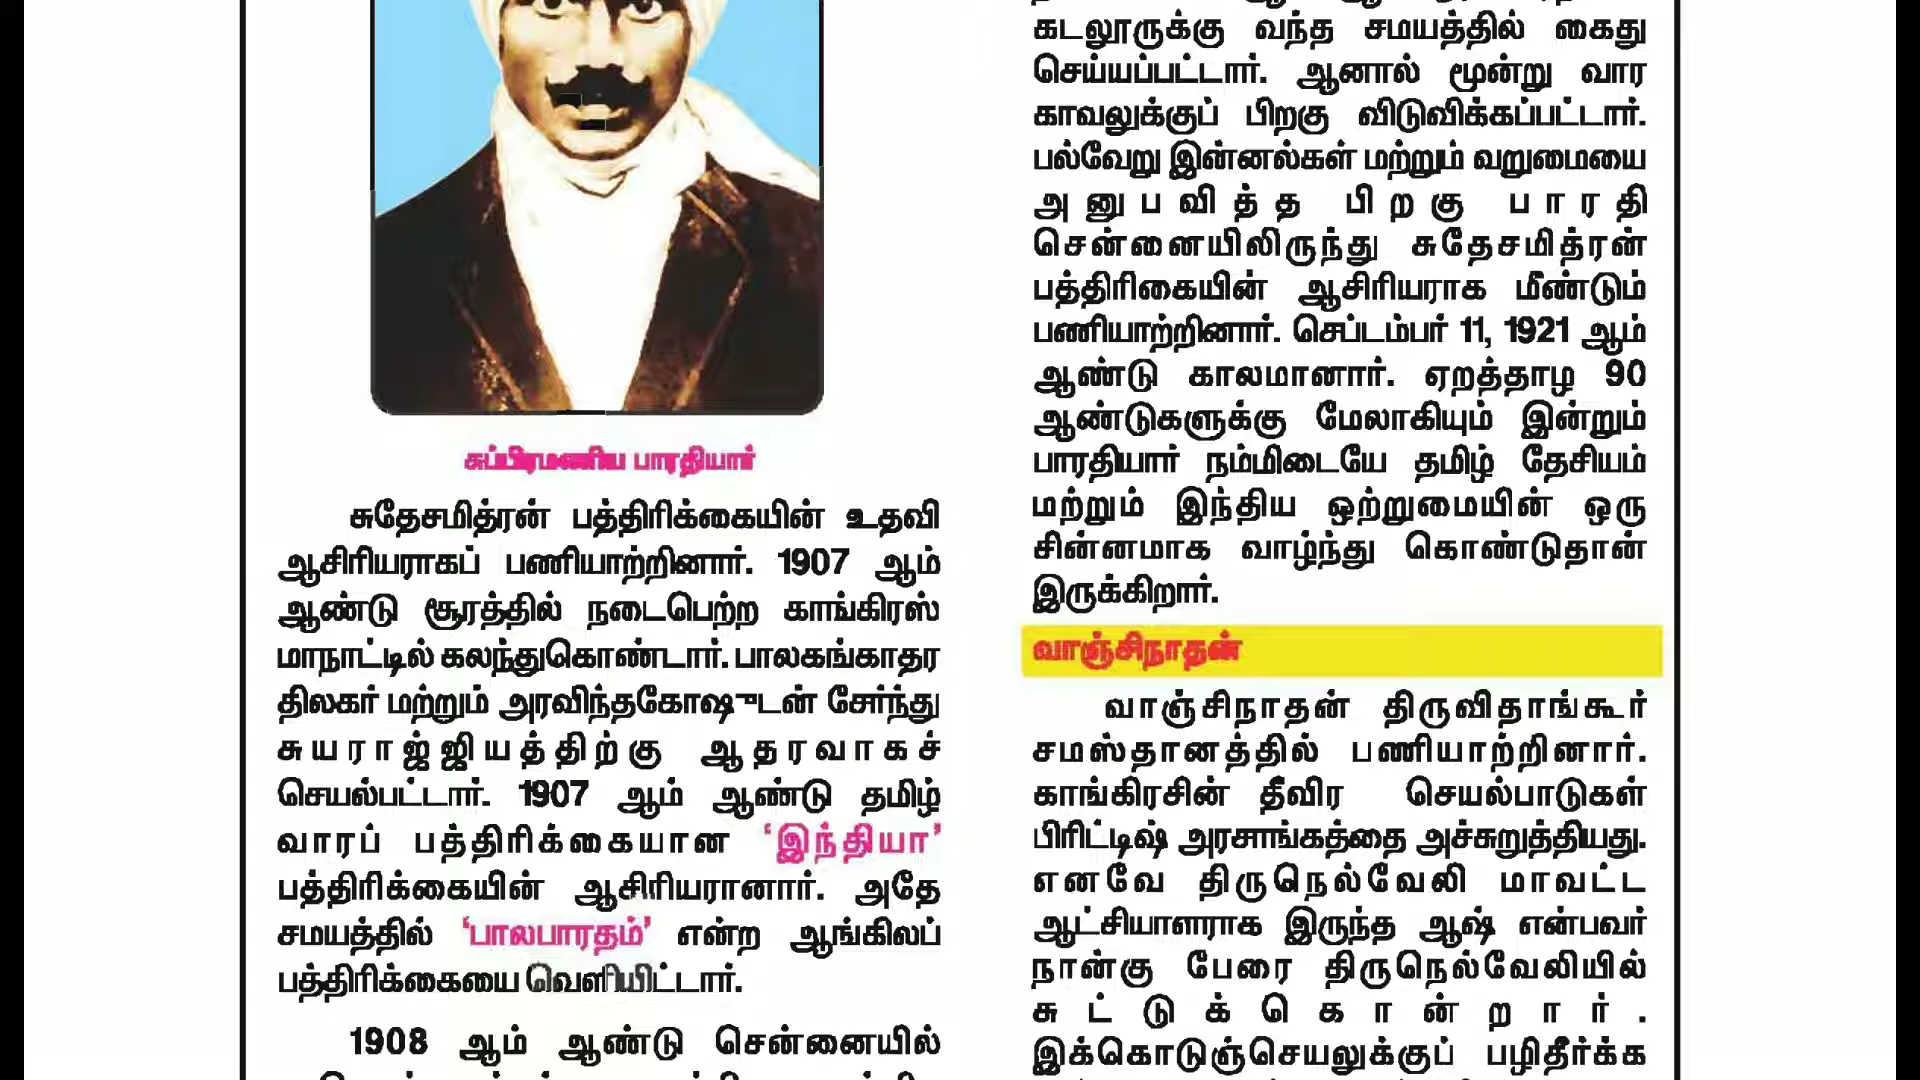 சுப்பிரமணிய பாரதியார்
சுதேசமித்ரன் பத்திரிக்கையின் உதவி
ஆசிரியராகப் பணியாற்றினார். 1907 ஆம்
ஆண்டு சூரத்தில் நடைபெற்ற காங்கிரஸ்
மாநாட்டில் கலந்துகொண்டார். பாலகங்காதர
திலகர் மற்றும் அரவிந்தகோஷுடன் சேர்ந்து
சுயராஜ்ஜியத்திற்கு ஆதரவாகச்
செயல்பட்டார். 1907 ஆம் ஆண்டு தமிழ்
வாரப் பத்திரிக்கையான ‘இந்தியா’
பத்திரிக்கையின் ஆசிரியரானார். அதே
சமயத்தில் ‘பாலபாரதம்’ என்ற ஆங்கிலப்
பத்திரிக்கையை வெளியிட்டார்.
1908 ஆம் ஆண்டு சென்னையில்
கடலூருக்கு வந்த சமயத்தில் கைது
செய்யப்பட்டார். ஆனால் மூன்று வார
காவலுக்குப் பிறகு விடுவிக்கப்பட்டார்.
பல்வேறு இன்னல்கள் மற்றும் வறுமையை
அனுபவித்த பிறகு பாரதி
சென்னையிலிருந்து சுதேசமித்ரன்
பத்திரிகையின் ஆசிரியராக மீண்டும்
பணியாற்றினார். செப்டம்பர் 11, 1921 ஆம்
ஆண்டு காலமானார். ஏறத்தாழ 90
ஆண்டுகளுக்கு மேலாகியும் இன்றும்
பாரதியார் நம்மிடையே தமிழ் தேசியம்
மற்றும் இந்திய ஒற்றுமையின் ஒரு
சின்னமாக வாழ்ந்து கொண்டுதான்
இருக்கிறார்.
வாஞ்சிநாதன்
வாஞ்சிநாதன் திருவிதாங்கூர்
சமஸ்தானத்தில் பணியாற்றினார்.
காங்கிரசின் தீவிர செயல்பாடுகள்
பிரிட்டிஷ் அரசாங்கத்தை அச்சுறுத்தியது.
எனவே திருநெல்வேலி மாவட்ட
ஆட்சியாளராக இருந்த ஆஷ் என்பவர்
நான்கு பேரை திருநெல்வேலியில்
சுட்டுக்கொன்றார்.
இக்கொடுஞ்செயலுக்குப் பழிதீர்க்க